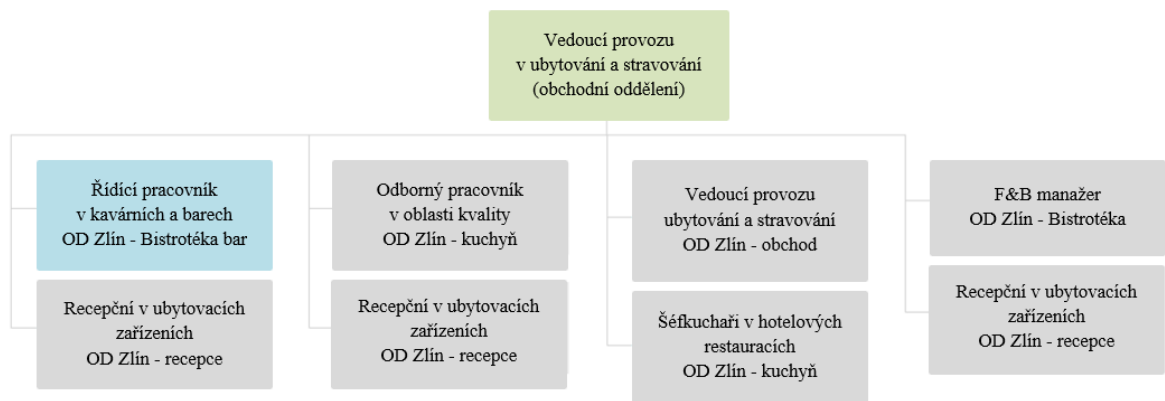 Vedoucí provozu
v ubytování a stravování
(obchodní oddělení)
Řídící pracovník
v kavárních a barech
OD Zlín - Bistrotéka bar
Odborný pracovník
v oblasti kvality
OD Zlín - kuchyň
Vedoucí provozu
ubytování a stravování
OD Zlín - obchod
F&B manažer
OD Zlín - Bistrotéka
Recepční v ubytovacích
zařízeních
OD Zlín - recepce
Recepční v ubytovacích
zařízeních
OD Zlín - recepce
Šéfkuchaři v hotelových
restauracích
OD Zlín - kuchyň
Recepční v ubytovacích
zařízeních
OD Zlín - recepce